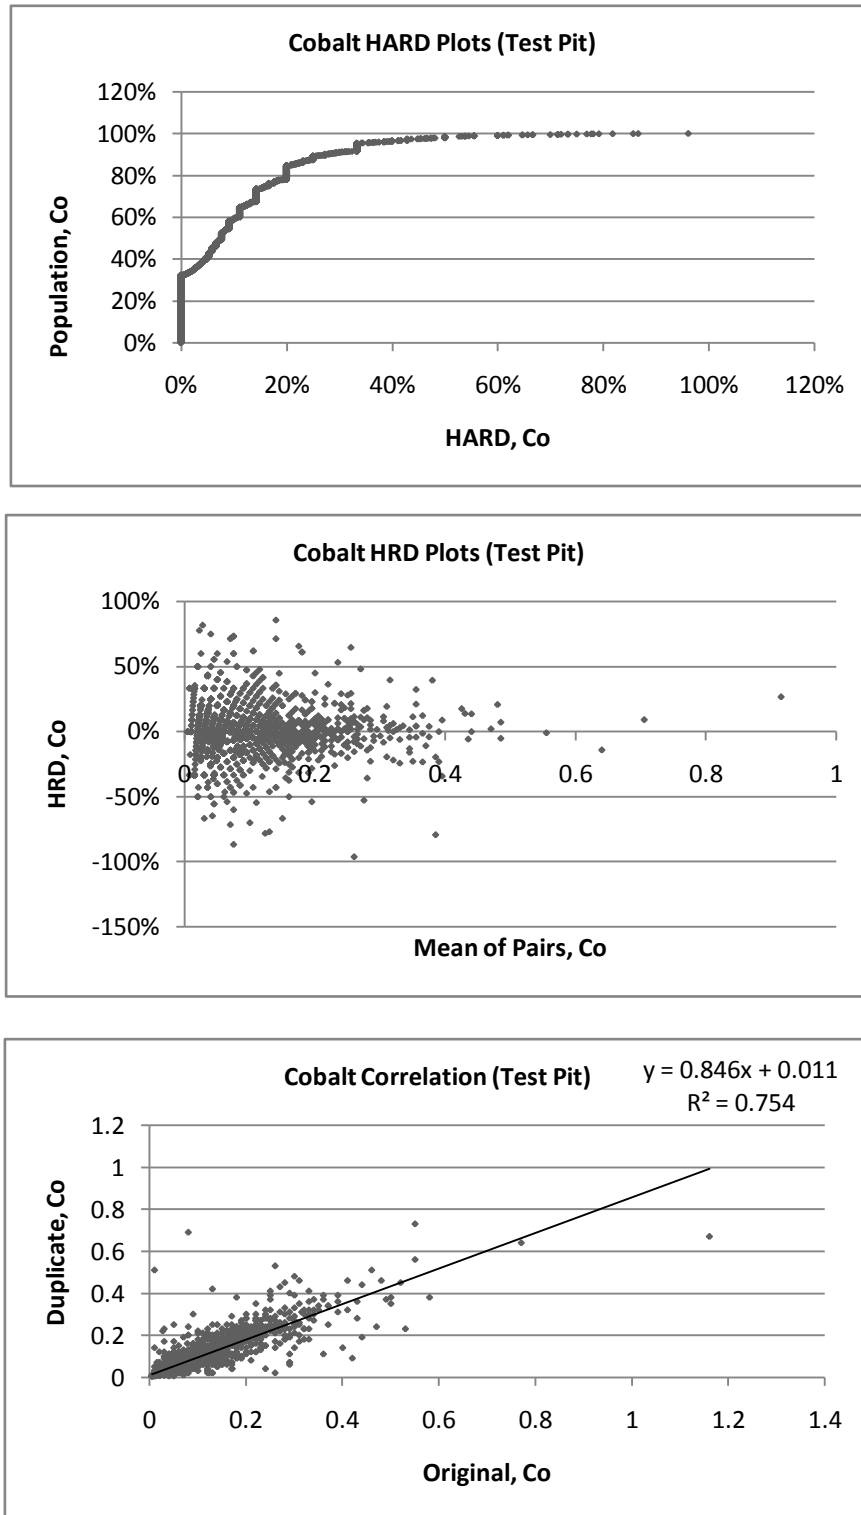 Cobalt HARD Plots (Test Pit)
120%
100%
80%
60%
40%
20%
0%
Population, Co
0% 20% 40% 60% 80% 100% 120%
HARD, Co
Cobalt HRD Plots (Test Pit)
100%
50%
0%
-50%
-100%
-150%
HRD, Co
0 0.2 0.4 0.6 0.8 1
Mean of Pairs, Co
Cobalt Correlation (Test Pit)
y = 0.846x + 0.011
R² = 0.754
1.2
1
0.8
0.6
0.4
0.2
0
Duplicate, Co
0 0.2 0.4 0.6 0.8 1 1.2 1.4
Original, Co